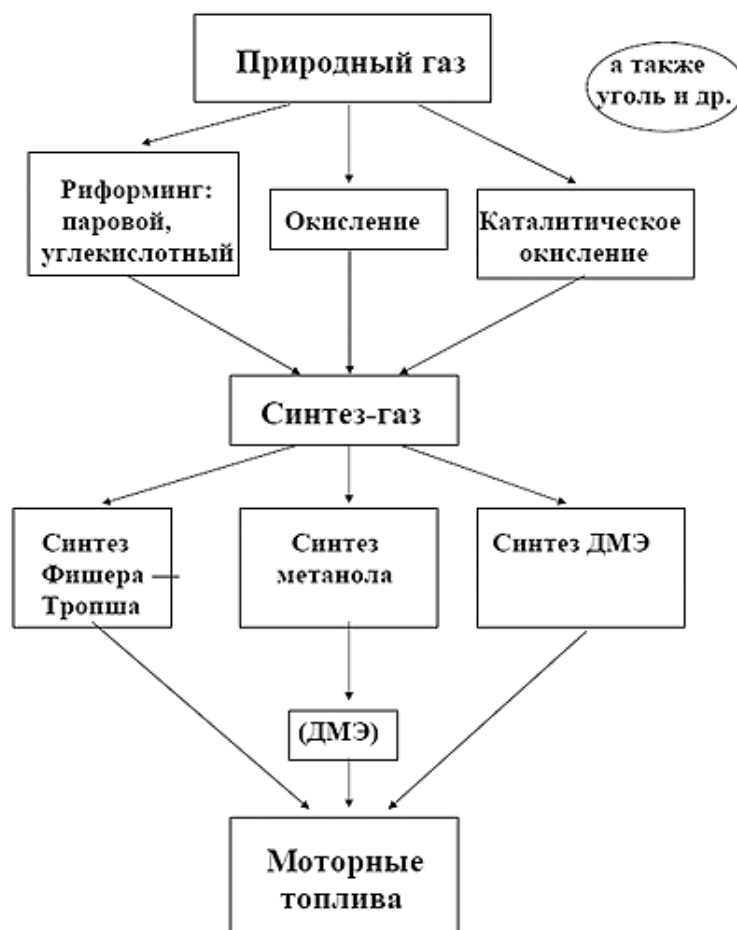 Природный газ
а также
уголь и др.
Риформинг:
паровой,
углекислотный
Окисление
Каталитическое
окисление
Синтез-газ
Синтез
Фишера —
Тропша
Синтез
метанола
Синтез ДМЭ
(ДМЭ)
Моторные
топлива